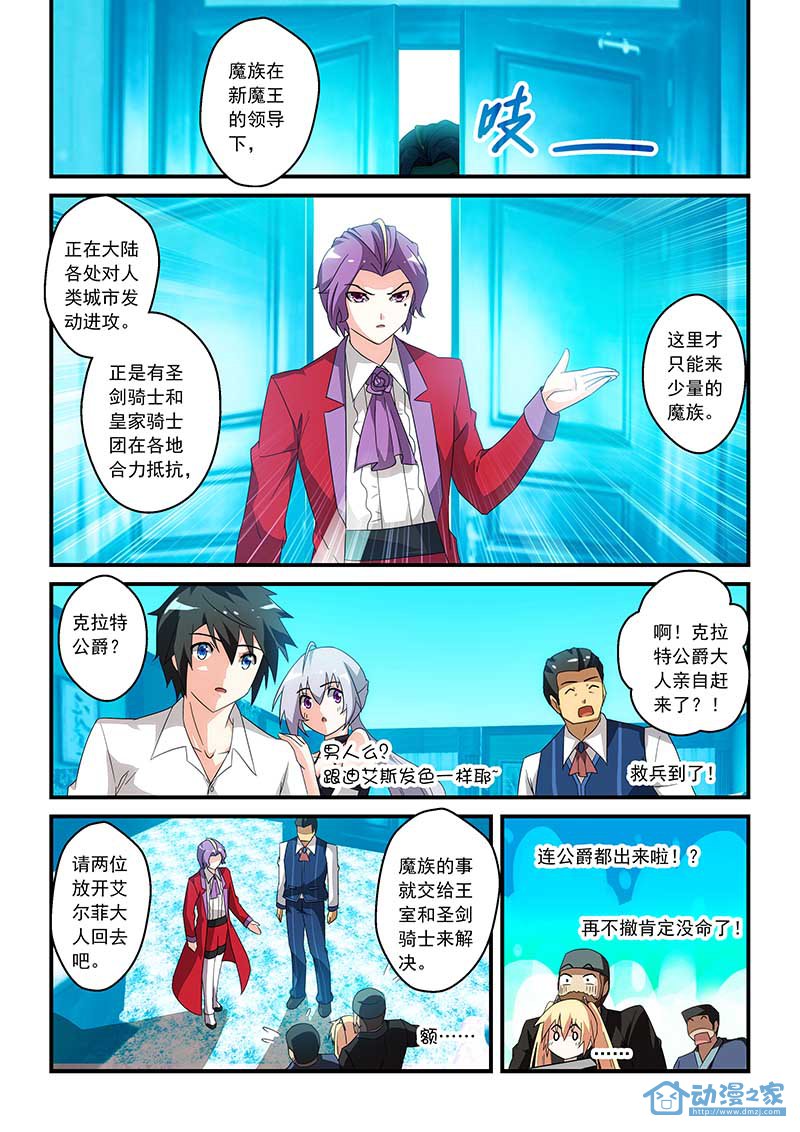 魔族在
新魔王
的领导
下，
吱——
正在大陆
各处对人
类城市发
动进攻。
正是有圣
剑骑士和
皇家骑士
团在各地
合力抵抗，
这里才
只能来
少量的
魔族。
克拉特
公爵？
男人么？
跟迪艾斯发色一样耶~
啊！克拉
特公爵大
人亲自赶
来了？！
救兵到了！
请两位
放开艾
尔菲大
人回去
吧。
魔族的事
就交给王
室和圣剑
骑士来解
决。
额……
连公爵都出来啦！？
再不撤肯定没命了！
……
动漫之家
http://www.dmzj.com